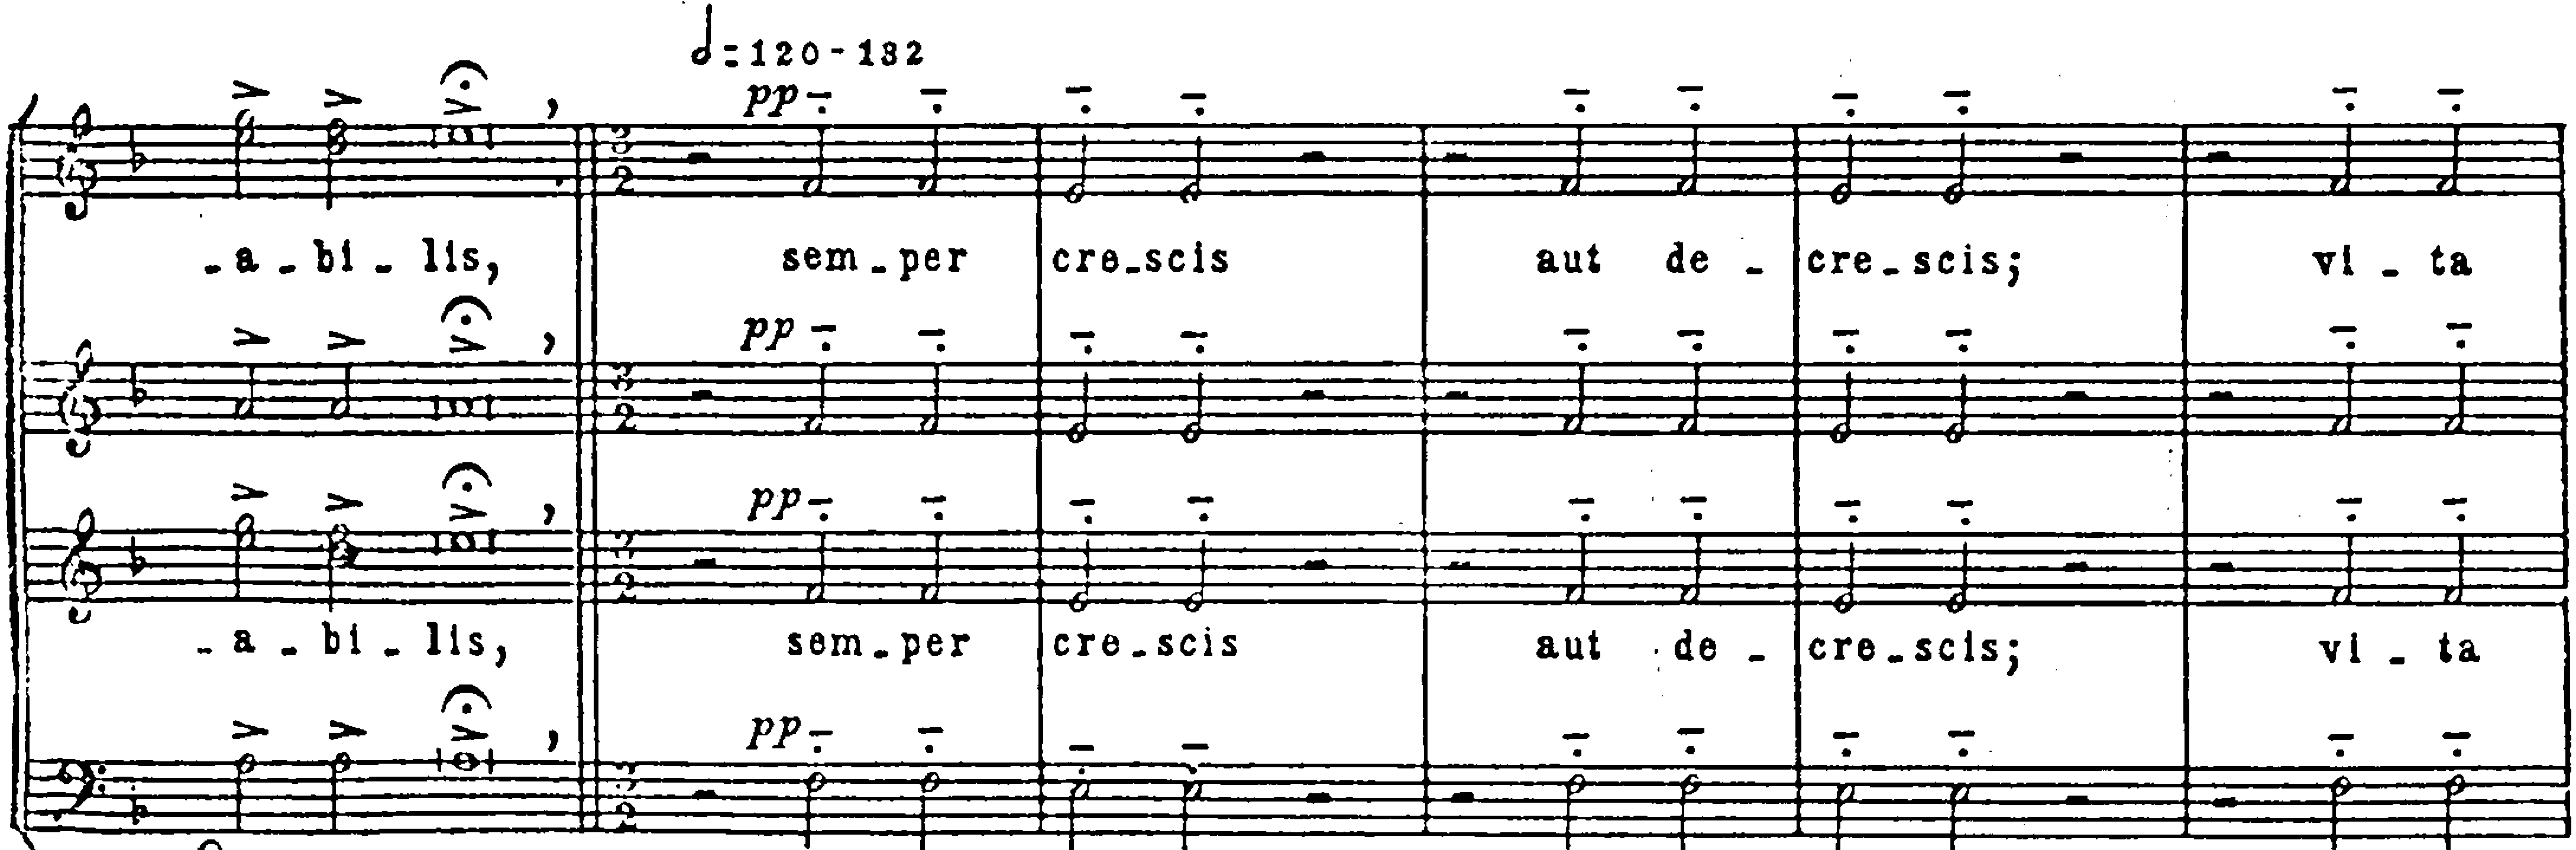 𝅗𝅥=120-132
pp
-a-bi-lis, sem-per cre-scis aut de-cre-scis; vi-ta
pp
pp
-a-bi-lis, sem-per cre-scis aut de-cre-scis; vi-ta
pp